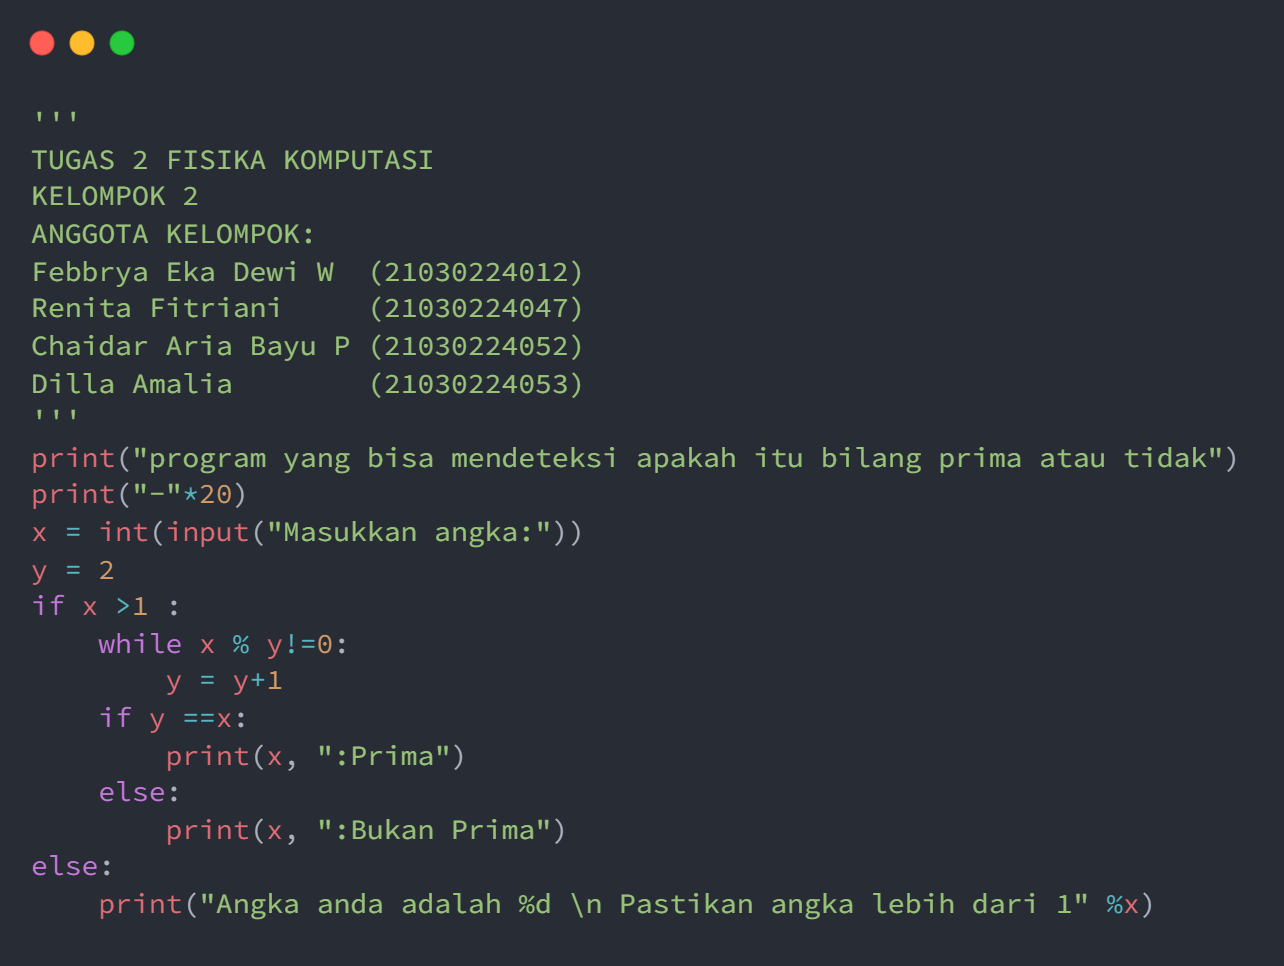 '''
TUGAS 2 FISIKA KOMPUTASI
KELOMPOK 2
ANGGOTA KELOMPOK:
Febbrya Eka Dewi W  (21030224012)
Renita Fitriani     (21030224047)
Chaidar Aria Bayu P (21030224052)
Dilla Amalia        (21030224053)
'''
print("program yang bisa mendeteksi apakah itu bilang prima atau tidak")
print("-"*20)
x = int(input("Masukkan angka:"))
y = 2
if x >1 :
    while x % y!=0:
        y = y+1
    if y ==x:
        print(x, ":Prima")
    else:
        print(x, ":Bukan Prima")
else:
    print("Angka anda adalah %d \n Pastikan angka lebih dari 1" %x)